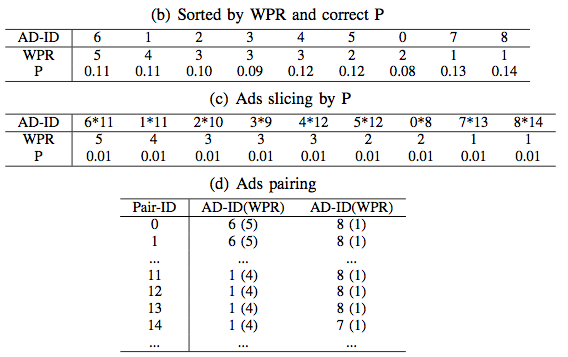 (b) Sorted by WPR and correct P
AD-ID 6 1 2 3 4 5 0 7 8
WPR 5 4 3 3 3 2 2 1 1
P 0.11 0.11 0.10 0.09 0.12 0.12 0.08 0.13 0.14
(c) Ads slicing by P
AD-ID 6*11 1*11 2*10 3*9 4*12 5*12 0*8 7*13 8*14
WPR 5 4 3 3 3 2 2 1 1
P 0.01 0.01 0.01 0.01 0.01 0.01 0.01 0.01 0.01
(d) Ads pairing
Pair-ID AD-ID(WPR) AD-ID(WPR)
0 6 (5) 8 (1)
1 6 (5) 8 (1)
... ... ...
11 1 (4) 8 (1)
12 1 (4) 8 (1)
13 1 (4) 8 (1)
14 1 (4) 7 (1)
... ... ...